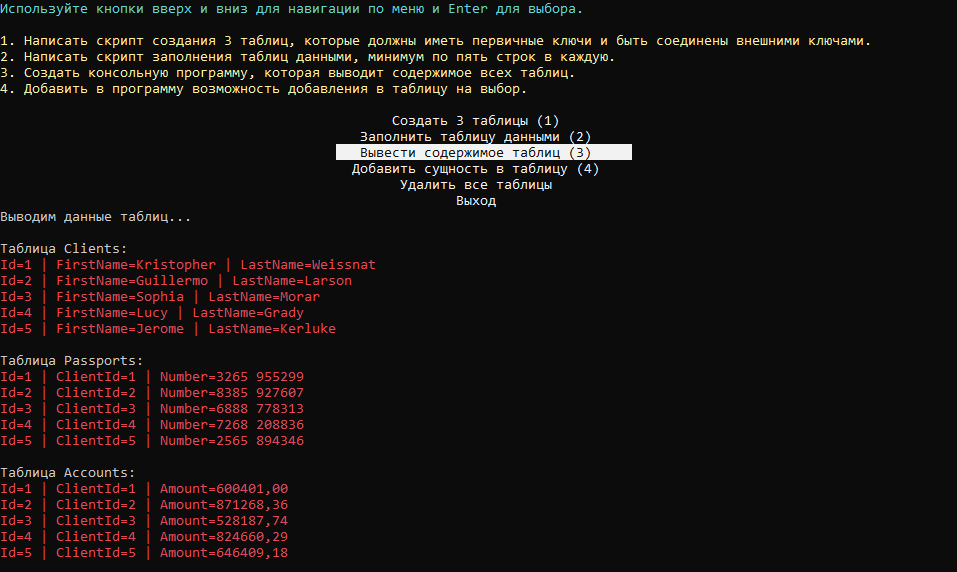 Используйте кнопки вверх и вниз для навигации по меню и Enter для выбора.
1. Написать скрипт создания 3 таблиц, которые должны иметь первичные ключи и быть соединены внешними ключами.
2. Написать скрипт заполнения таблиц данными, минимум по пять строк в каждую.
3. Создать консольную программу, которая выводит содержимое всех таблиц.
4. Добавить в программу возможность добавления в таблицу на выбор.
Создать 3 таблицы (1)
Заполнить таблицу данными (2)
Вывести содержимое таблиц (3)
Добавить сущность в таблицу (4)
Удалить все таблицы
Выход
Выводим данные таблиц...
Таблица Clients:
Id=1 | FirstName=Kristopher | LastName=Weissnat
Id=2 | FirstName=Guillermo | LastName=Larson
Id=3 | FirstName=Sophia | LastName=Morar
Id=4 | FirstName=Lucy | LastName=Grady
Id=5 | FirstName=Jerome | LastName=Kerluke
Таблица Passports:
Id=1 | ClientId=1 | Number=3265 955299
Id=2 | ClientId=2 | Number=8385 927607
Id=3 | ClientId=3 | Number=6888 778313
Id=4 | ClientId=4 | Number=7268 208836
Id=5 | ClientId=5 | Number=2565 894346
Таблица Accounts:
Id=1 | ClientId=1 | Amount=600401,00
Id=2 | ClientId=2 | Amount=871268,36
Id=3 | ClientId=3 | Amount=528187,74
Id=4 | ClientId=4 | Amount=824660,29
Id=5 | ClientId=5 | Amount=646409,18